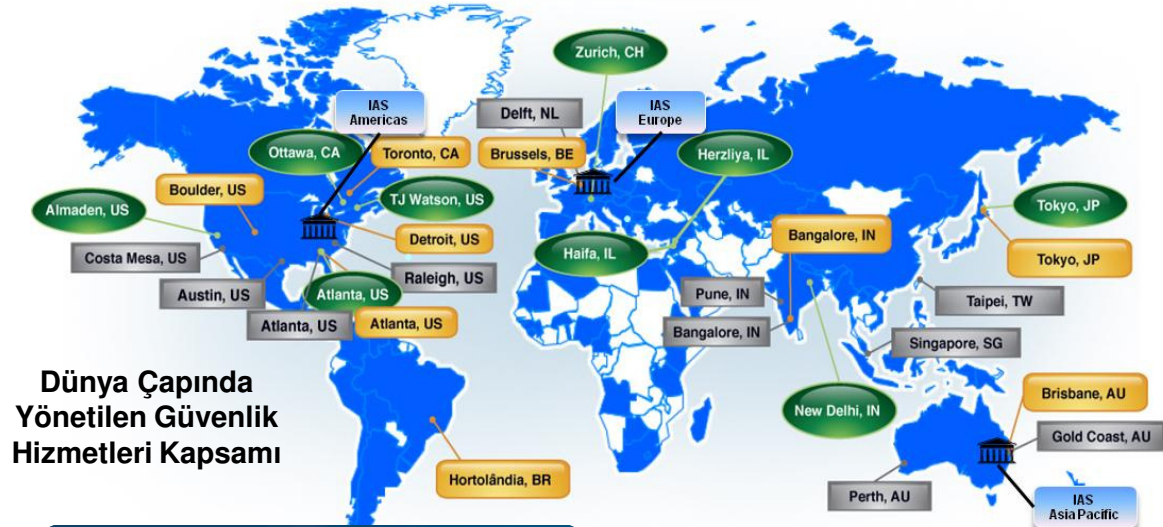 Zurich, CH
IAS
Americas
Delft, NL
IAS
Europe
Ottawa, CA
Toronto, CA
Brussels, BE
Herzliya, IL
Boulder, US
TJ Watson, US
Almaden, US
Tokyo, JP
Detroit, US
Bangalore, IN
Costa Mesa, US
Haifa, IL
Tokyo, JP
Raleigh, US
Austin, US
Atlanta, US
Pune, IN
Taipei, TW
Atlanta, US
Atlanta, US
Bangalore, IN
Singapore, SG
Dünya Çapında
Yönetilen Güvenlik
Hizmetleri Kapsamı
New Delhi, IN
Brisbane, AU
Gold Coast, AU
Hortolândia, BR
Perth, AU
IAS
Asia Pacific